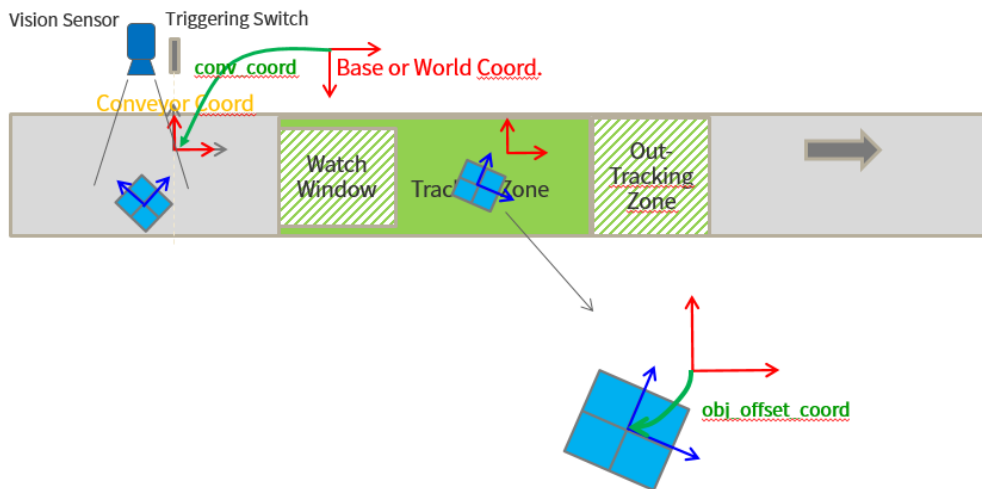 Vision Sensor
Triggering Switch
conv_coord
Base or World Coord.
Conveyor Coord
Watch
Window
Zone
Out-
Tracking
Zone
obj_offset_coord